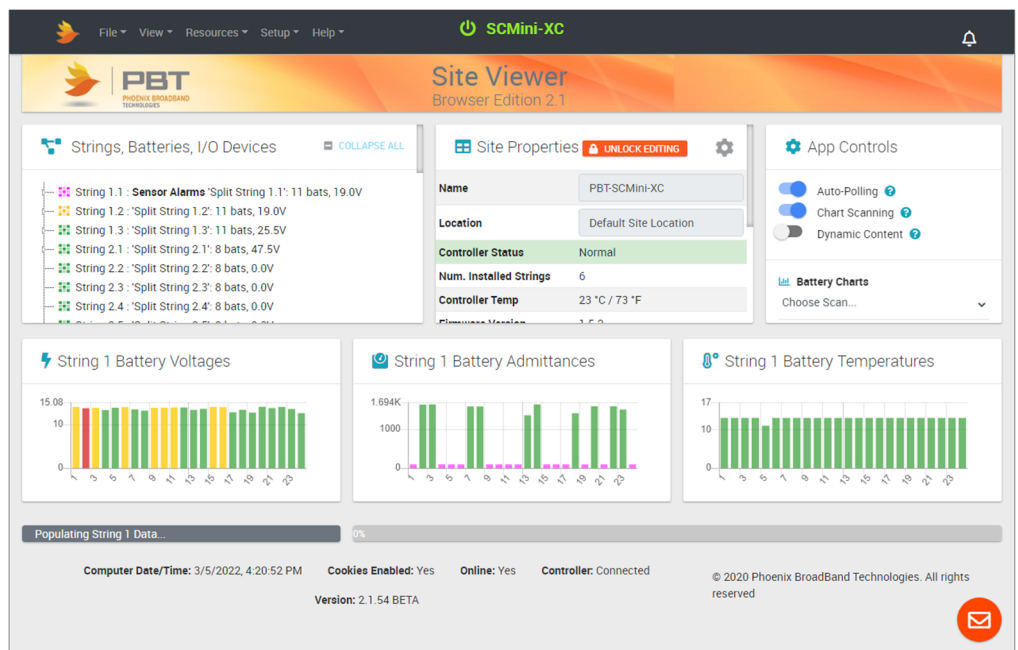 File View Resources Setup Help
SCMini-XC
PBT
PHOENIX BROADBAND
TECHNOLOGIES
Site Viewer
Browser Edition 2.1
Strings, Batteries, I/O Devices
COLLAPSE ALL
String 1.1 : Sensor Alarms 'Split String 1.1': 11 bats, 19.0V
String 1.2 : 'Split String 1.2': 11 bats, 19.0V
String 1.3 : 'Split String 1.3': 11 bats, 25.5V
String 2.1 : 'Split String 2.1': 8 bats, 47.5V
String 2.2 : 'Split String 2.2': 8 bats, 0.0V
String 2.3 : 'Split String 2.3': 8 bats, 0.0V
String 2.4 : 'Split String 2.4': 8 bats, 0.0V
Site Properties
UNLOCK EDITING
Name PBT-SCMini-XC
Location Default Site Location
Controller Status Normal
Num. Installed Strings 6
Controller Temp 23 °C / 73 °F
Firmware Version
App Controls
Auto-Polling ?
Chart Scanning ?
Dynamic Content ?
Battery Charts
Choose Scan...
String 1 Battery Voltages
15.08
10
0
1 3 5 7 9 11 13 15 17 19 21 23
String 1 Battery Admittances
1.694K
1000
0
1 3 5 7 9 11 13 15 17 19 21 23
String 1 Battery Temperatures
17
10
0
1 3 5 7 9 11 13 15 17 19 21 23
Populating String 1 Data...
0%
Computer Date/Time: 3/5/2022, 4:20:52 PM
Cookies Enabled: Yes
Online: Yes
Controller: Connected
Version: 2.1.54 BETA
© 2020 Phoenix BroadBand Technologies. All rights
reserved